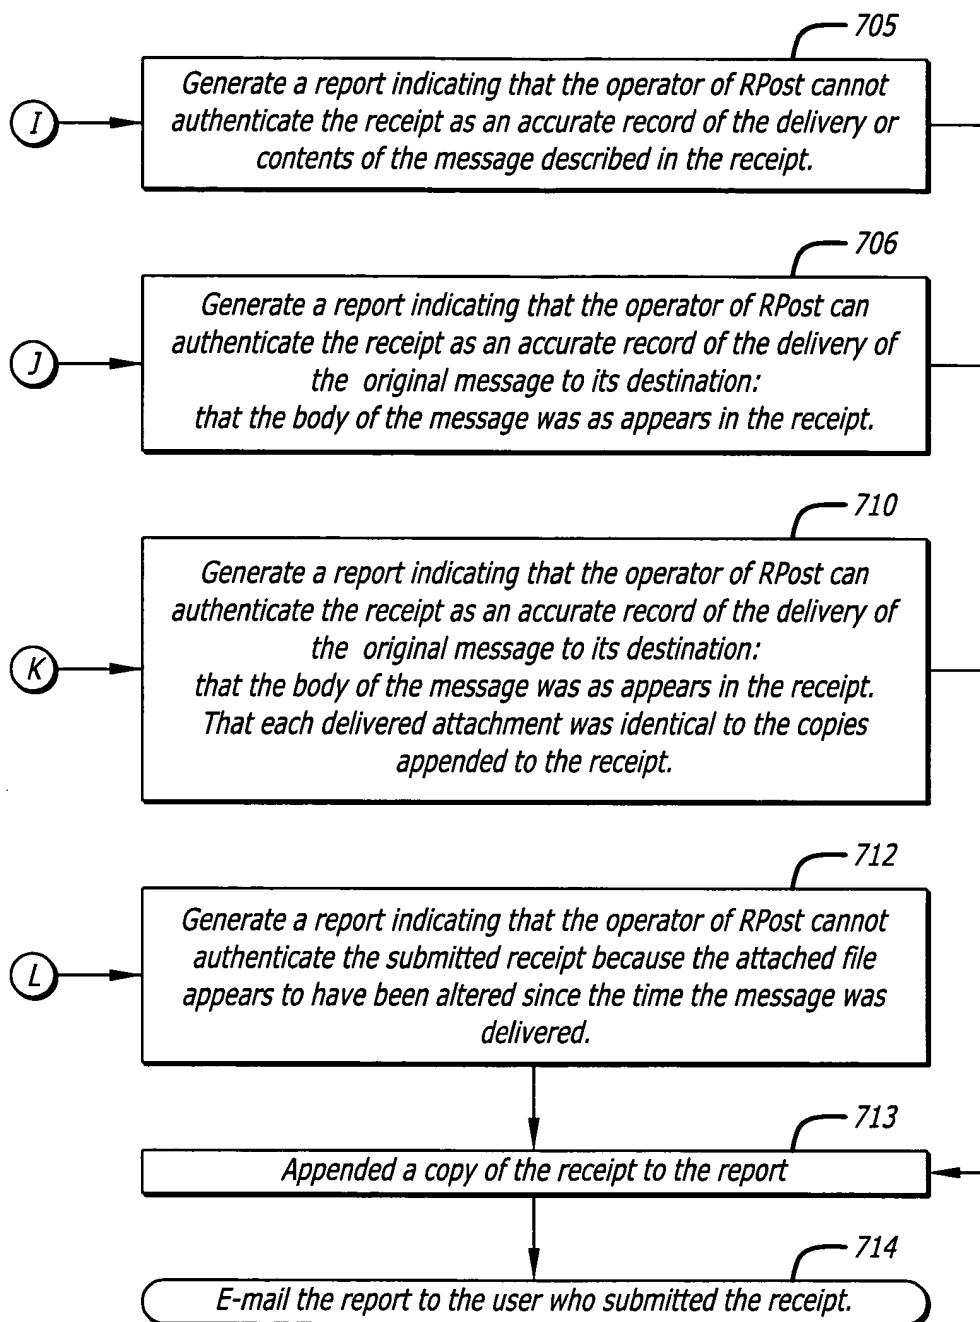 705
Generate a report indicating that the operator of RPost cannot
authenticate the receipt as an accurate record of the delivery or
contents of the message described in the receipt.
I
706
Generate a report indicating that the operator of RPost can
authenticate the receipt as an accurate record of the delivery of
the original message to its destination:
that the body of the message was as appears in the receipt.
J
710
Generate a report indicating that the operator of RPost can
authenticate the receipt as an accurate record of the delivery of
the original message to its destination:
that the body of the message was as appears in the receipt.
That each delivered attachment was identical to the copies
appended to the receipt.
K
712
Generate a report indicating that the operator of RPost cannot
authenticate the submitted receipt because the attached file
appears to have been altered since the time the message was
delivered.
L
713
Appended a copy of the receipt to the report
714
E-mail the report to the user who submitted the receipt.